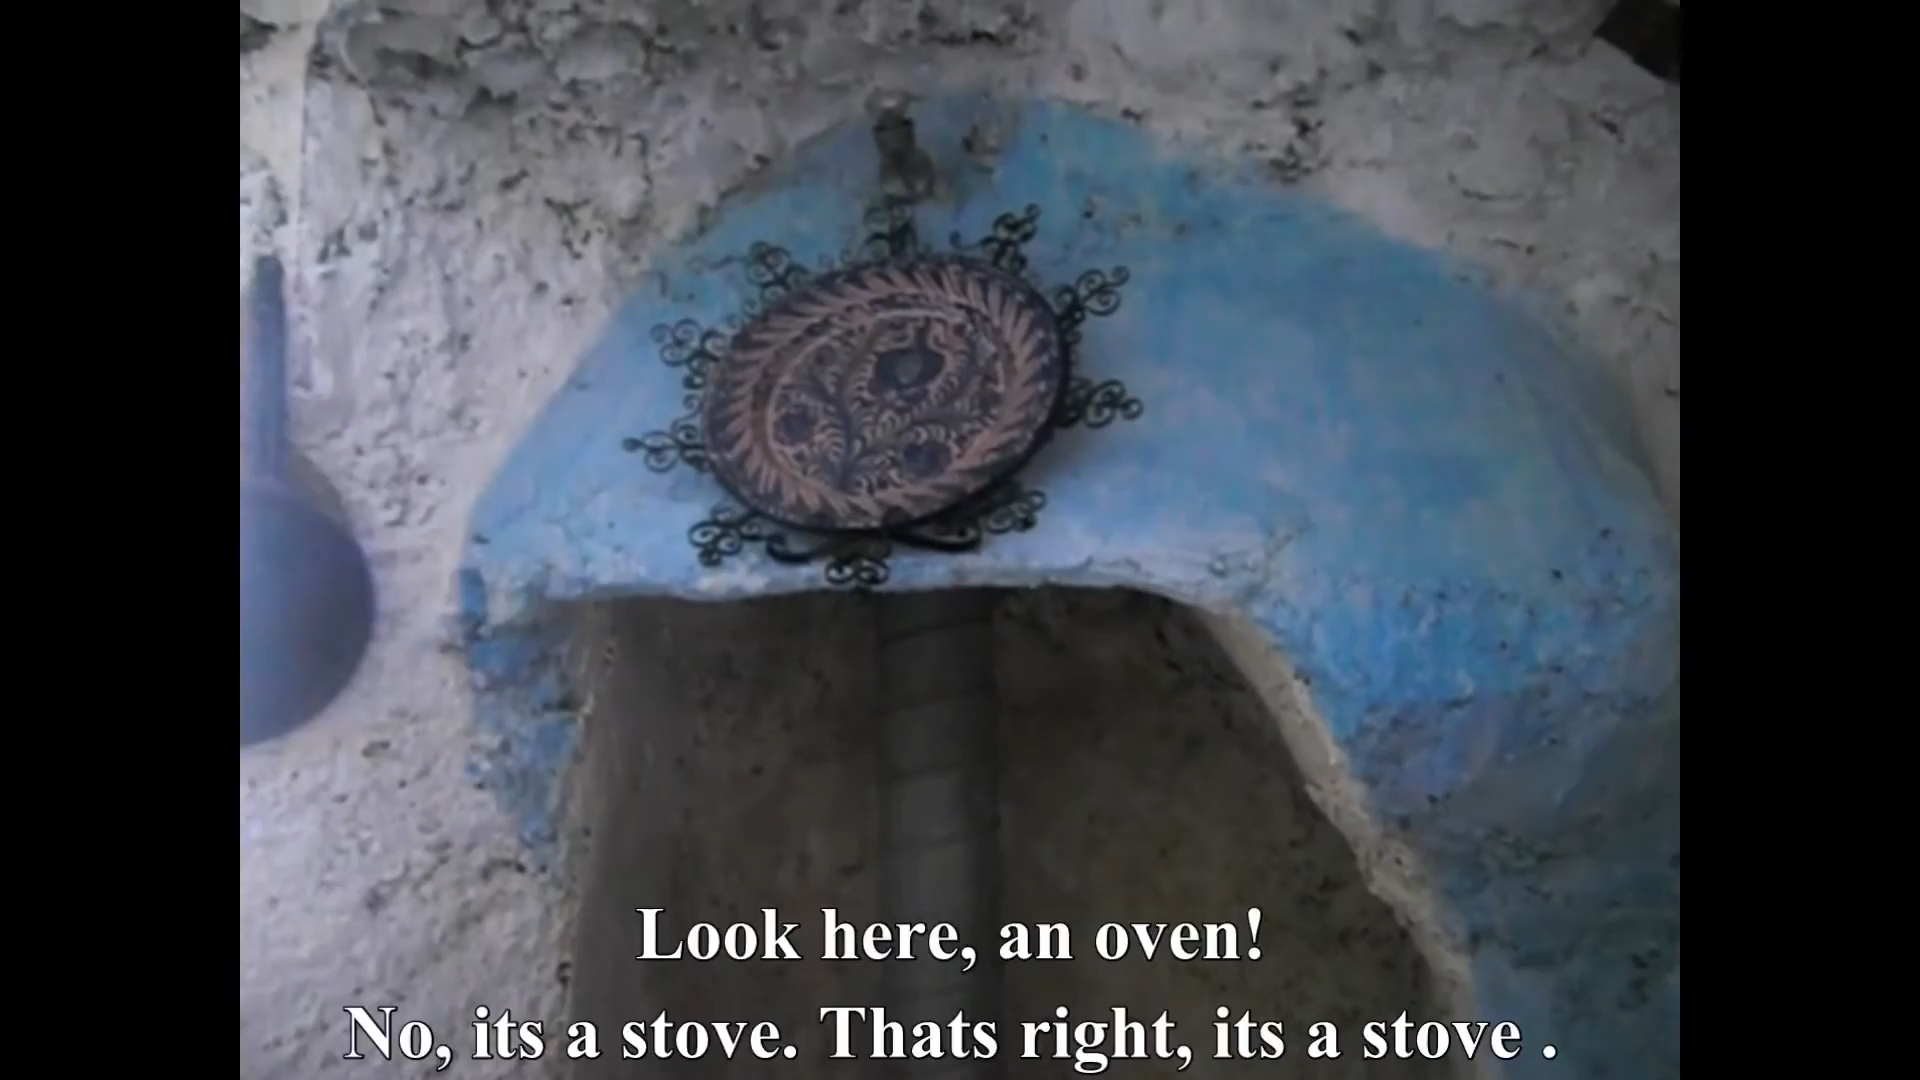 Look here, an oven!
No, its a stove. Thats right, its a stove .